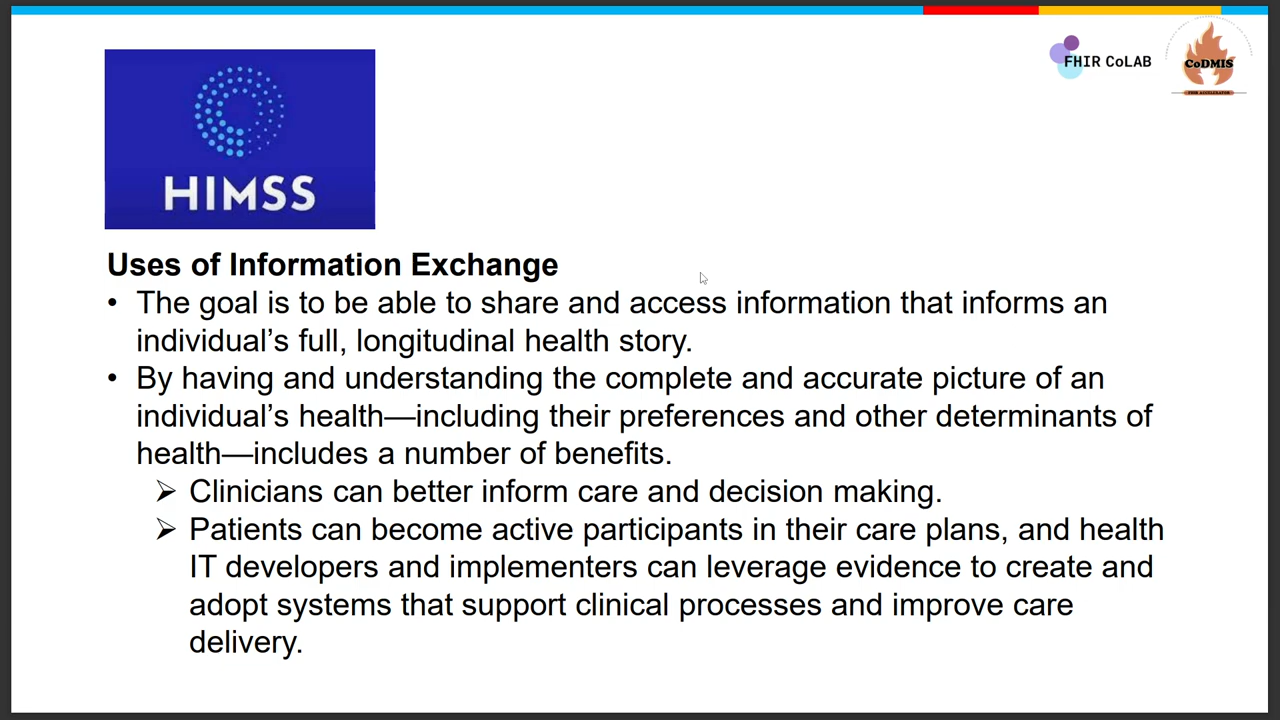 FHIR CoLAB
CoDMIS
FHIR ACCELERATOR
HIMSS
Uses of Information Exchange
• The goal is to be able to share and access information that informs an
individual’s full, longitudinal health story.
• By having and understanding the complete and accurate picture of an
individual’s health—including their preferences and other determinants of
health—includes a number of benefits.
➢ Clinicians can better inform care and decision making.
➢ Patients can become active participants in their care plans, and health
IT developers and implementers can leverage evidence to create and
adopt systems that support clinical processes and improve care
delivery.